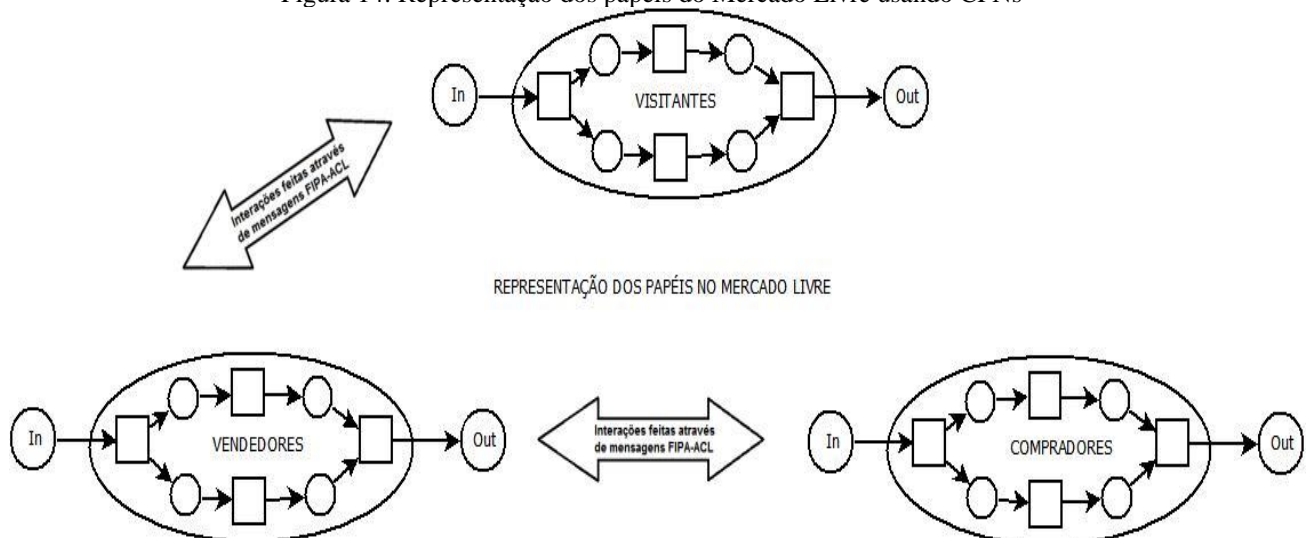 Figura 14: Representação dos papéis do Mercado Livre usando CPNs
In
VISITANTES
Out
Interações feitas através
de mensagens FIPA-ACL
REPRESENTAÇÃO DOS PAPÉIS NO MERCADO LIVRE
In
VENDEDORES
Out
Interações feitas através
de mensagens FIPA-ACL
In
COMPRADORES
Out